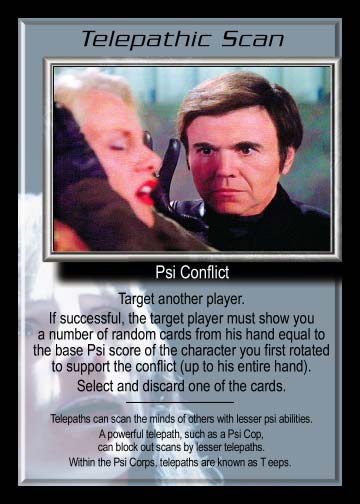 Telepathic Scan
Psi Conflict
Target another player.
If successful, the target player must show you
a number of random cards from his hand equal to
the base Psi score of the character you first rotated
to support the conflict (up to his entire hand).
Select and discard one of the cards.
Telepaths can scan the minds of others with lesser psi abilities.
A powerful telepath, such as a Psi Cop,
can block out scans by lesser telepaths.
Within the Psi Corps, telepaths are known as T eeps.